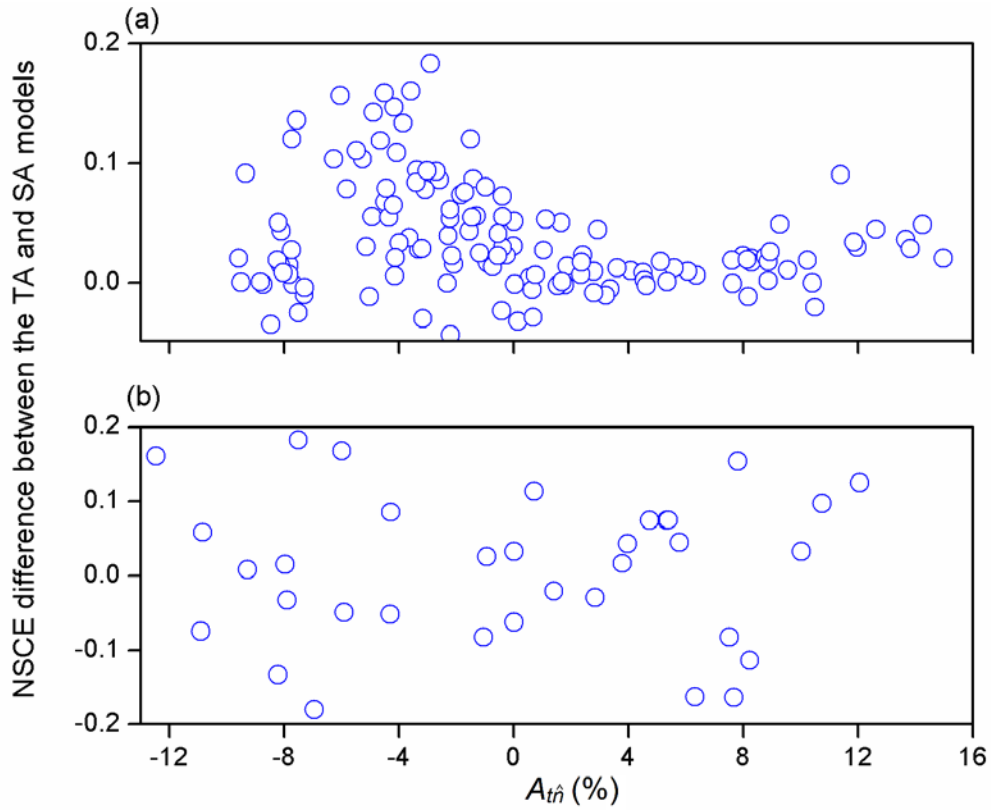 NSCE difference between the TA and SA models
(a)
0.2
0.1
0.0
(b)
0.2
0.1
0.0
-0.1
-0.2
-12 -8 -4 0 4 8 12 16
Atn̂ (%)